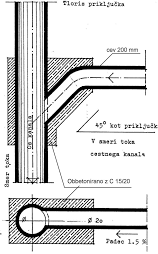 Tloris priključka
cev 200 mm
os kanala
45° kot priključka
V smeri toka
cestnega kanala
Smer toka
Obbetonirano z C 15/20
Ø 20
Padec 1.5 %